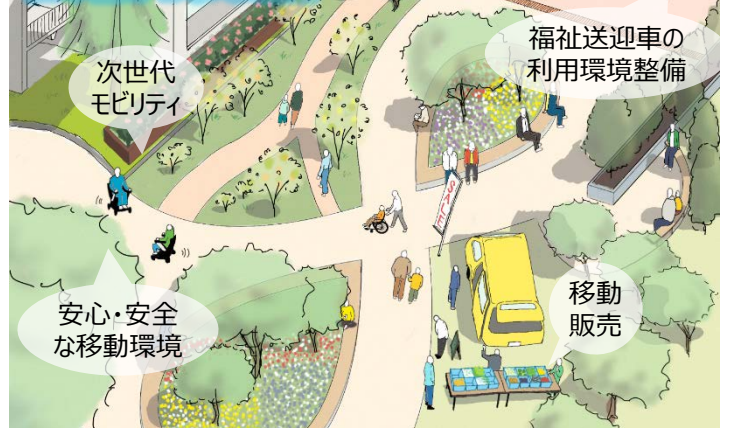 福祉送迎車の
利用環境整備
次世代
モビリティ
SALE
安心・安全
な移動環境
移動
販売